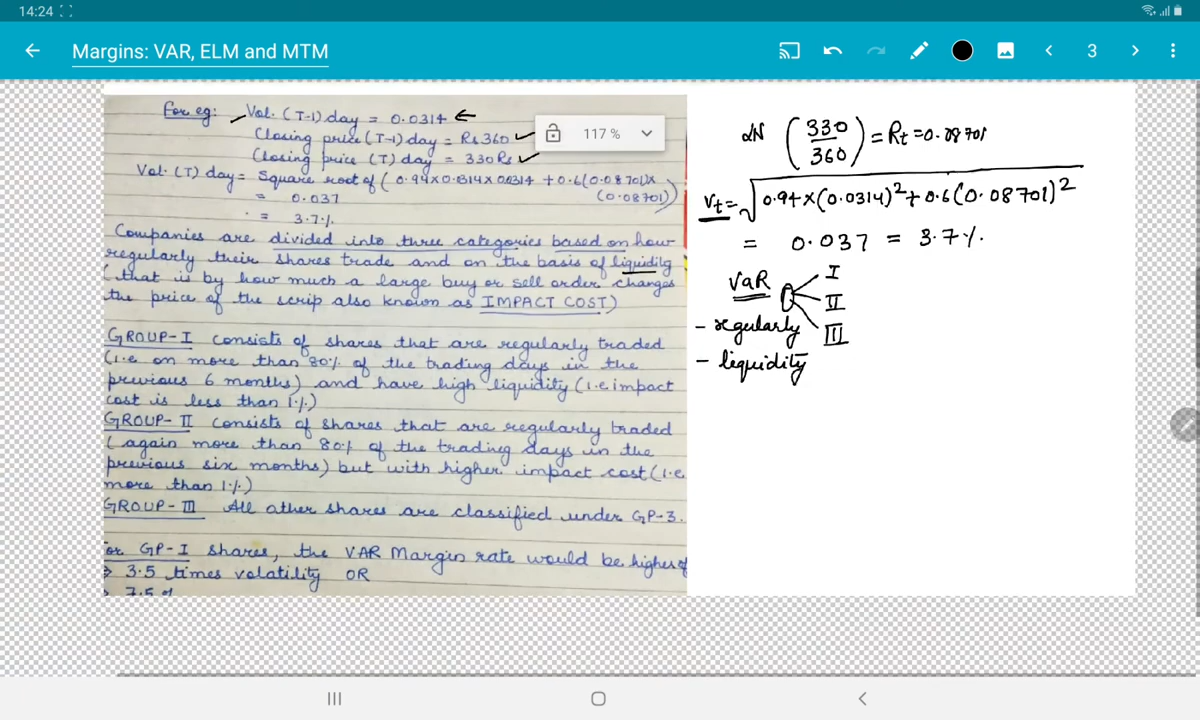 14:24
Margins: VAR, ELM and MTM
3
For eg: Vol. (T-1) day = 0.0314 ←
Closing price (T-1) day = Rs 360
Closing price (T) day = 330 Rs
117 %
Vol. (T) day = Square root of (0.94x0.0314x0.0314 + 0.6(0.08701)x
(0.08701))
= 0.037
= 3.7%
Companies are divided into three categories based on how
regularly their shares trade and on the basis of liquidity
(that is by how much a large buy or sell order changes
the price of the scrip also known as IMPACT COST)
GROUP-I consists of shares that are regularly traded
(i.e on more than 80% of the trading days in the
previous 6 months) and have high liquidity (i.e impact
cost is less than 1%)
GROUP-II consists of shares that are regularly traded
(again more than 80% of the trading days in the
previous six months) but with higher impact cost (i.e
more than 1%)
GROUP-III All other shares are classified under GP-3.
For GP-I shares, the VAR Margin rate would be higher of
→ 3.5 times volatility OR
→ 7.5 %
LN (330/360) = Rt = 0.08701
Vt = √0.94 x (0.0314)² + 0.6 (0.08701)²
= 0.037 = 3.7%.
VaR
I
II
III
- regularly
- liquidity